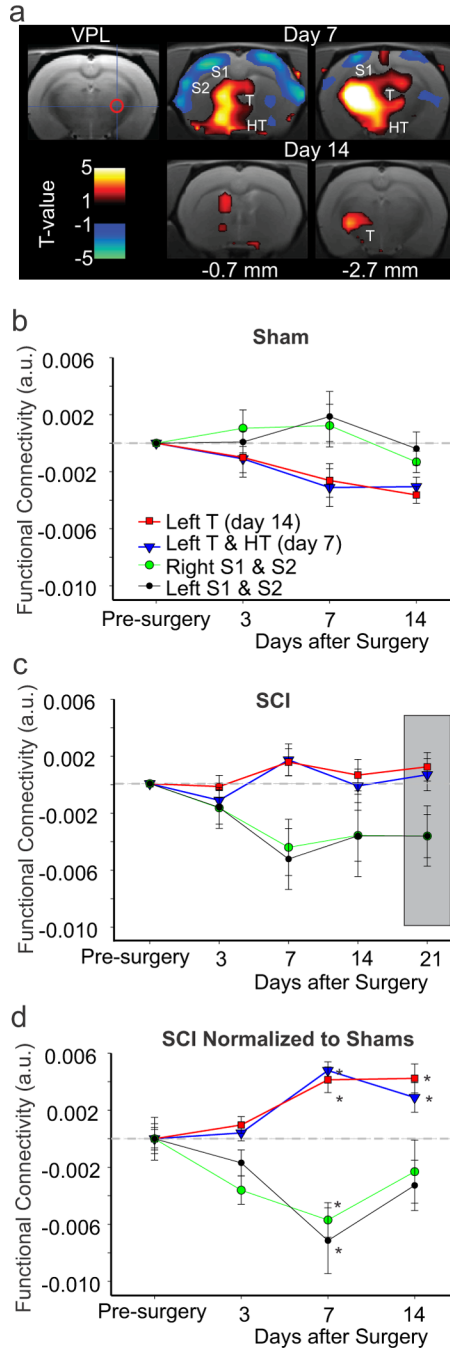 a
VPL
Day 7
S1
S2
T
HT
S1
T
HT
Day 14
T-value
5
1
-1
-5
T
-0.7 mm
-2.7 mm
b
Sham
Functional Connectivity (a.u.)
0.006
0.002
-0.002
-0.006
-0.010
Left T (day 14)
Left T & HT (day 7)
Right S1 & S2
Left S1 & S2
Pre-surgery
3
7
14
Days after Surgery
c
SCI
Functional Connectivity (a.u.)
0.006
0.002
-0.002
-0.006
-0.010
Pre-surgery
3
7
14
21
Days after Surgery
d
SCI Normalized to Shams
Functional Connectivity (a.u.)
0.006
0.002
-0.002
-0.006
-0.010
*
*
*
*
*
*
Pre-surgery
3
7
14
Days after Surgery